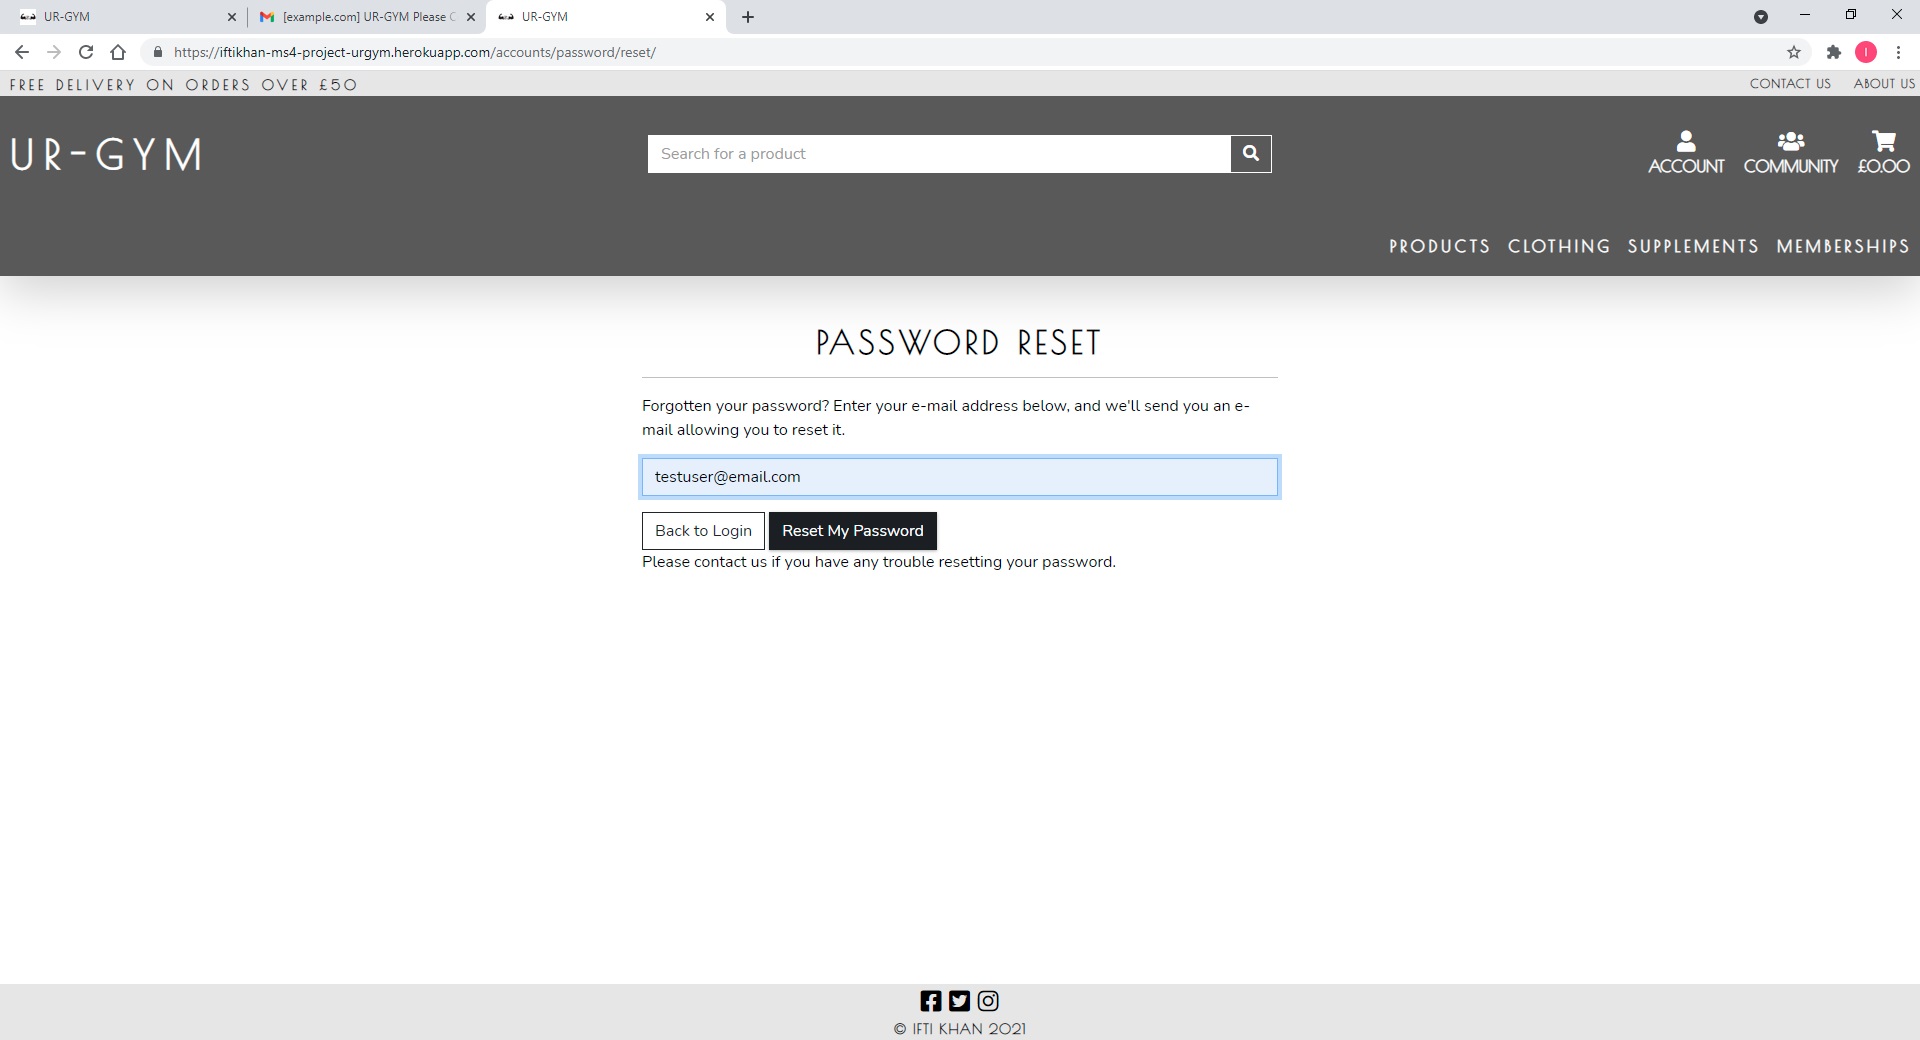 UR-GYM
[example.com] UR-GYM Please
UR-GYM
https://iftikhan-ms4-project-urgym.herokuapp.com/accounts/password/reset/
I
FREE DELIVERY ON ORDERS OVER £50
CONTACT US
ABOUT US
UR-GYM
Search for a product
ACCOUNT
COMMUNITY
£0.00
PRODUCTS
CLOTHING
SUPPLEMENTS
MEMBERSHIPS
PASSWORD RESET
Forgotten your password? Enter your e-mail address below, and we'll send you an e-
mail allowing you to reset it.
testuser@email.com
Back to Login
Reset My Password
Please contact us if you have any trouble resetting your password.
© IFTI KHAN 2021